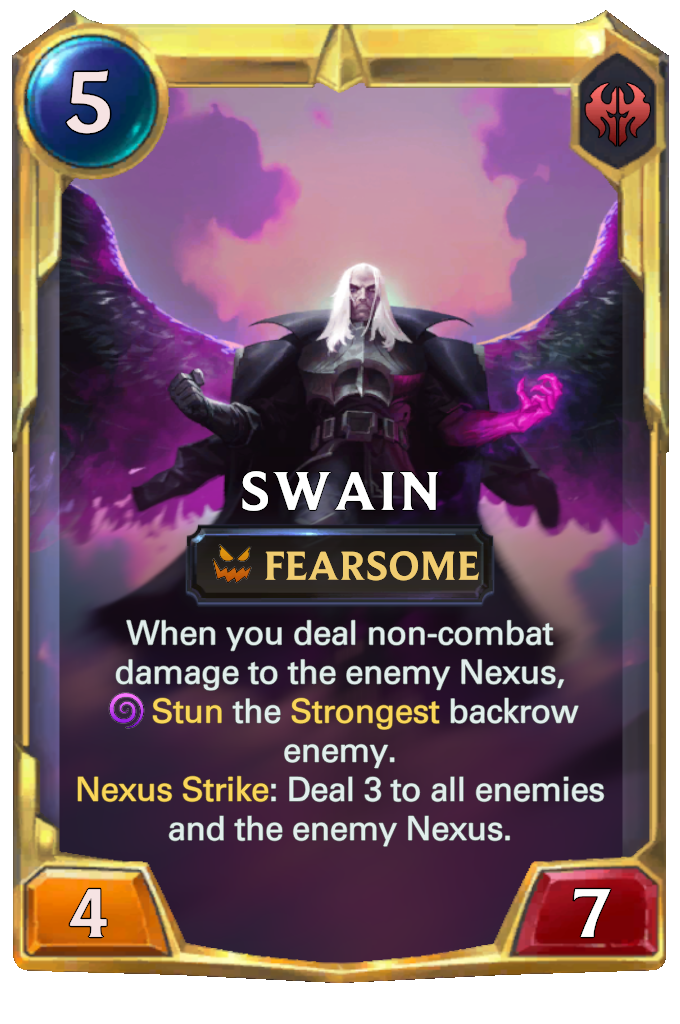 5
SWAIN
FEARSOME
When you deal non-combat
damage to the enemy Nexus,
Stun the Strongest backrow
enemy.
Nexus Strike: Deal 3 to all enemies
and the enemy Nexus.
4
7